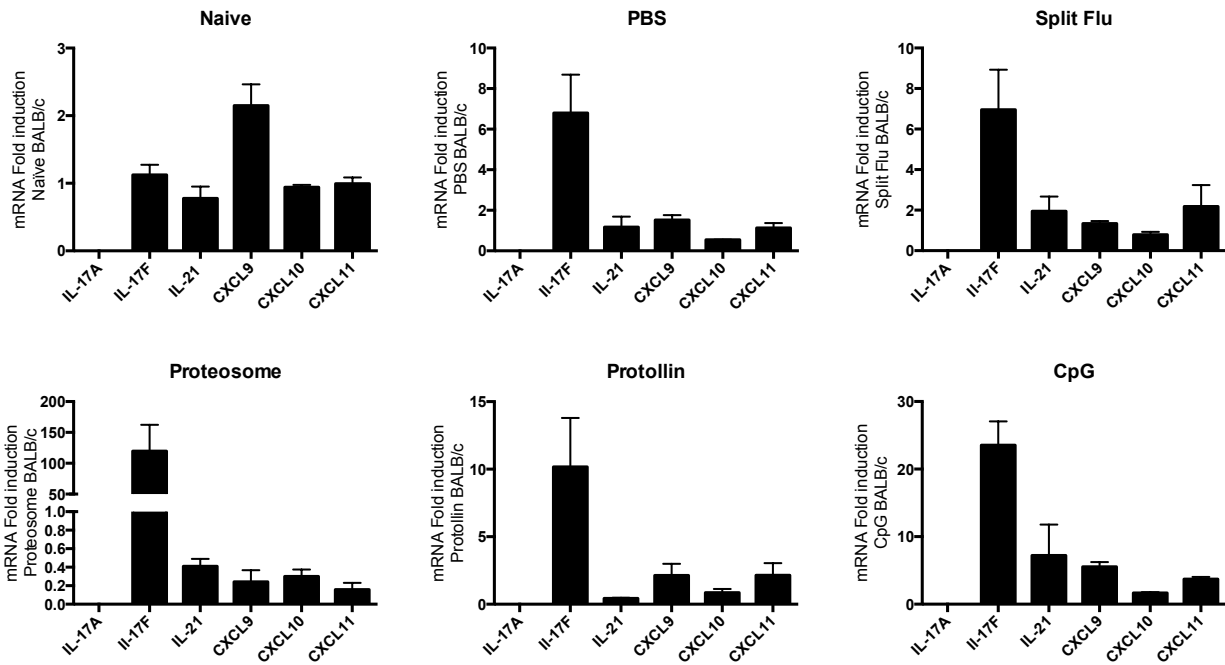 Naive
mRNA Fold induction
Naïve BALB/c
3
2
1
0
IL-17A
IL-17F
IL-21
CXCL9
CXCL10
CXCL11
PBS
mRNA Fold induction
PBS BALB/c
10
8
6
4
2
0
IL-17A
Il-17F
IL-21
CXCL9
CXCL10
CXCL11
Split Flu
mRNA Fold induction
Split Flu BALB/c
10
8
6
4
2
0
IL-17A
Il-17F
IL-21
CXCL9
CXCL10
CXCL11
Proteosome
mRNA Fold induction
Proteosome BALB/c
200
150
100
50
1.0
0.8
0.6
0.4
0.2
0.0
IL-17A
Il-17F
IL-21
CXCL9
CXCL10
CXCL11
Protollin
mRNA Fold induction
Protollin BALB/c
15
10
5
0
IL-17A
Il-17F
IL-21
CXCL9
CXCL10
CXCL11
CpG
mRNA Fold induction
CpG BALB/c
30
20
10
0
IL-17A
Il-17F
IL-21
CXCL9
CXCL10
CXCL11